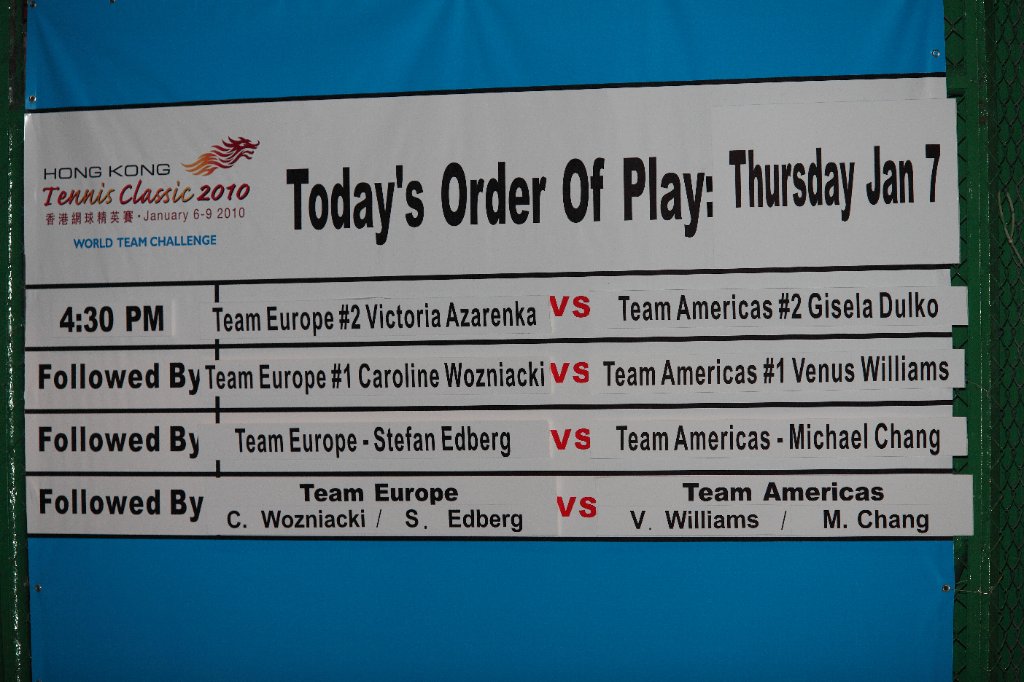 HONG KONG
Tennis Classic 2010
香港網球精英賽 · January 6-9 2010
WORLD TEAM CHALLENGE
Today's Order Of Play: Thursday Jan 7
4:30 PM Team Europe #2 Victoria Azarenka VS Team Americas #2 Gisela Dulko
Followed By Team Europe #1 Caroline Wozniacki VS Team Americas #1 Venus Williams
Followed By Team Europe - Stefan Edberg VS Team Americas - Michael Chang
Followed By Team Europe VS Team Americas
C. Wozniacki / S. Edberg V. Williams / M. Chang